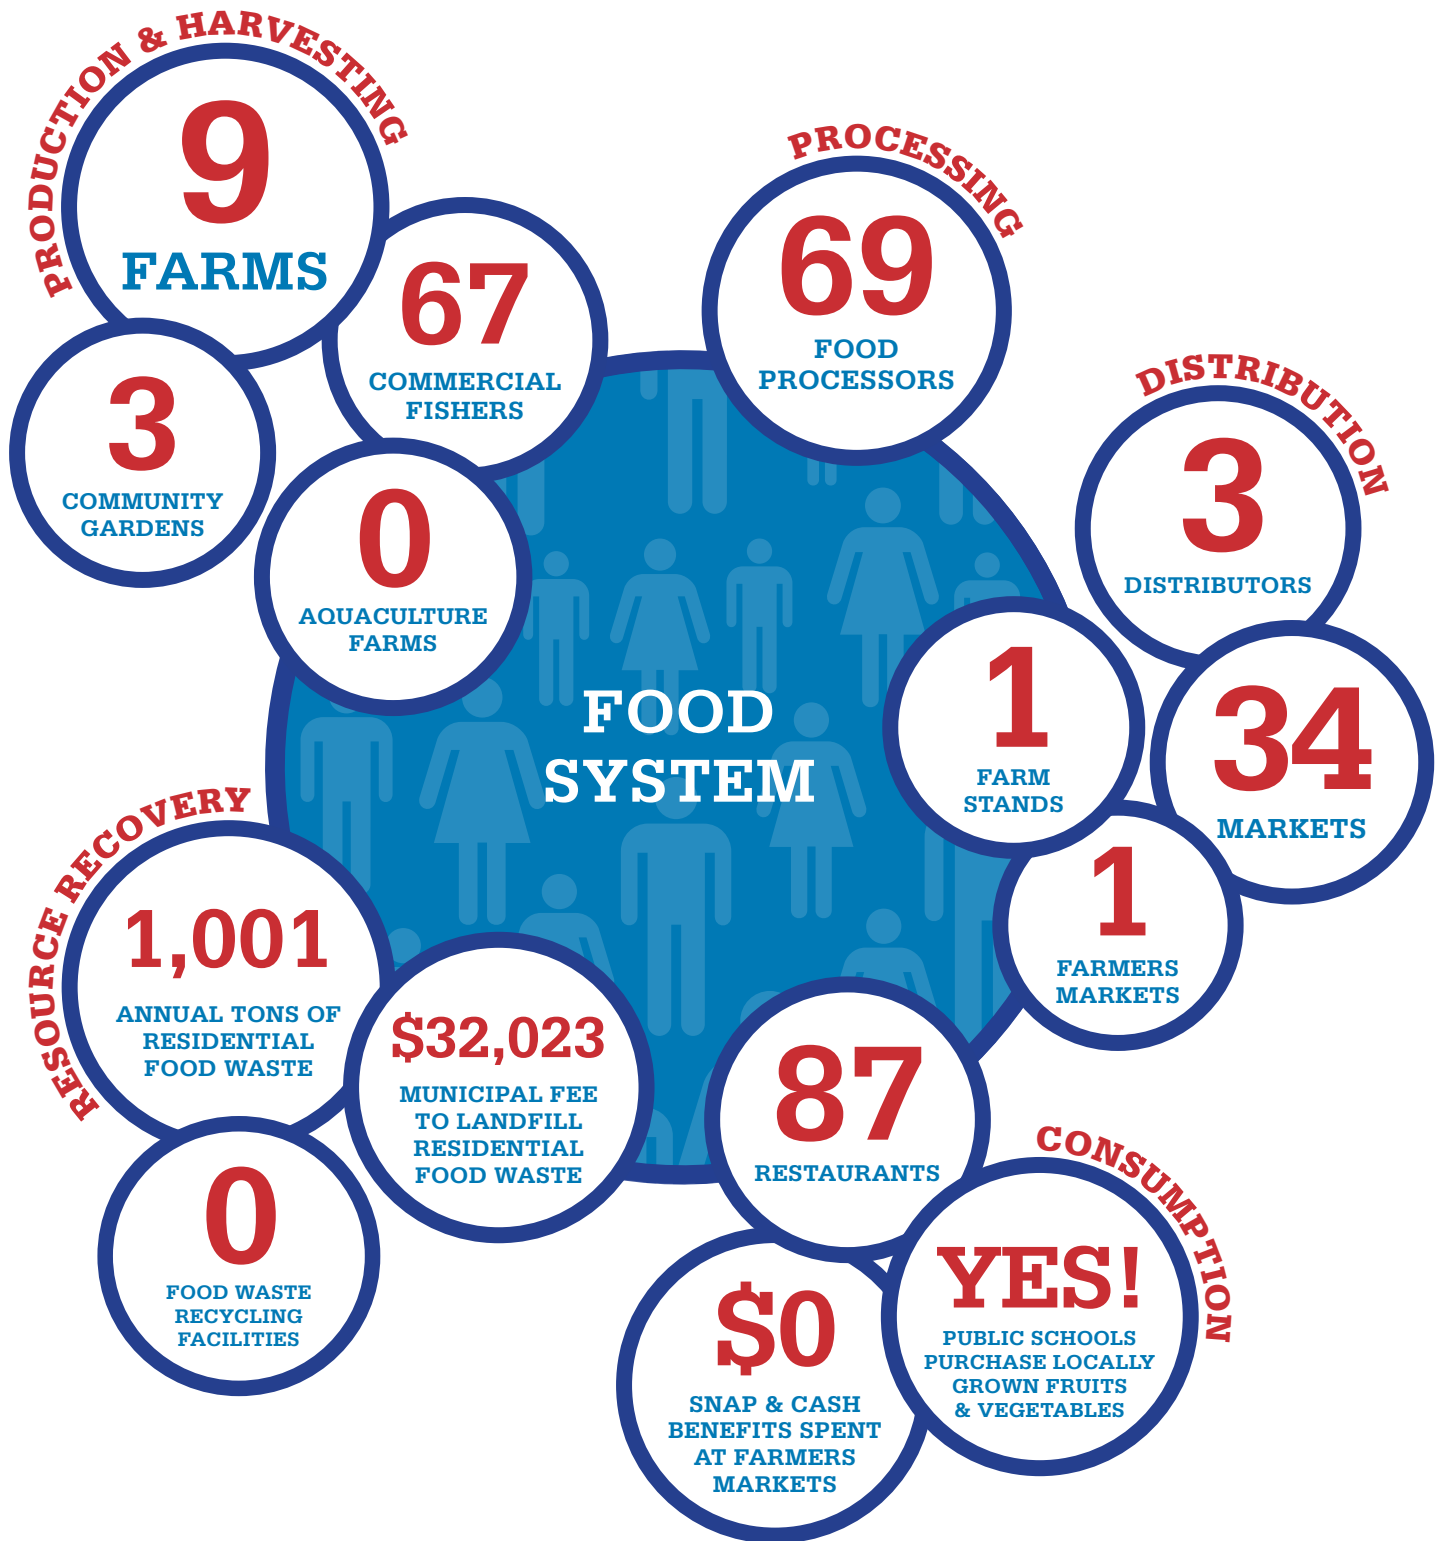 PRODUCTION & HARVESTING
9
FARMS
67
COMMERCIAL
FISHERS
3
COMMUNITY
GARDENS
0
AQUACULTURE
FARMS
PROCESSING
69
FOOD
PROCESSORS
DISTRIBUTION
3
DISTRIBUTORS
1
FARM
STANDS
34
MARKETS
1
FARMERS
MARKETS
FOOD
SYSTEM
RESOURCE RECOVERY
1,001
ANNUAL TONS OF
RESIDENTIAL
FOOD WASTE
$32,023
MUNICIPAL FEE
TO LANDFILL
RESIDENTIAL
FOOD WASTE
0
FOOD WASTE
RECYCLING
FACILITIES
CONSUMPTION
87
RESTAURANTS
YES!
PUBLIC SCHOOLS
PURCHASE LOCALLY
GROWN FRUITS
& VEGETABLES
$0
SNAP & CASH
BENEFITS SPENT
AT FARMERS
MARKETS